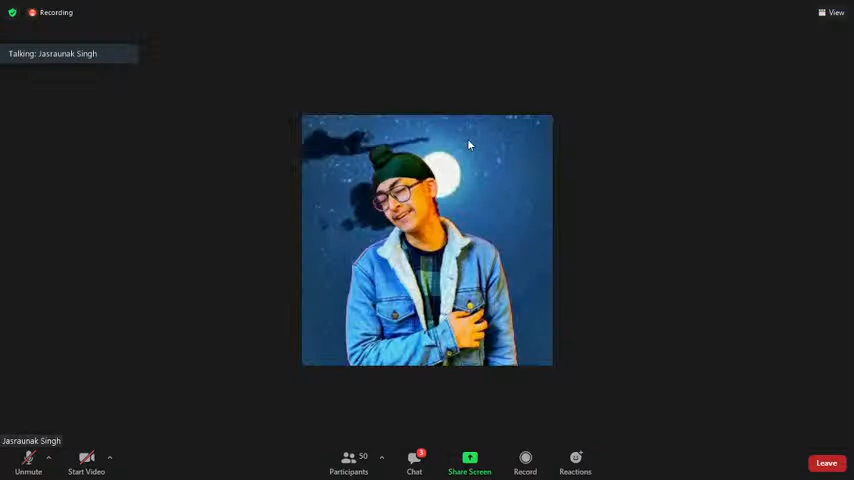 Recording
View
Talking: Jasraunak Singh
Jasraunak Singh
Unmute
Start Video
50
Participants
3
Chat
Share Screen
Record
Reactions
Leave